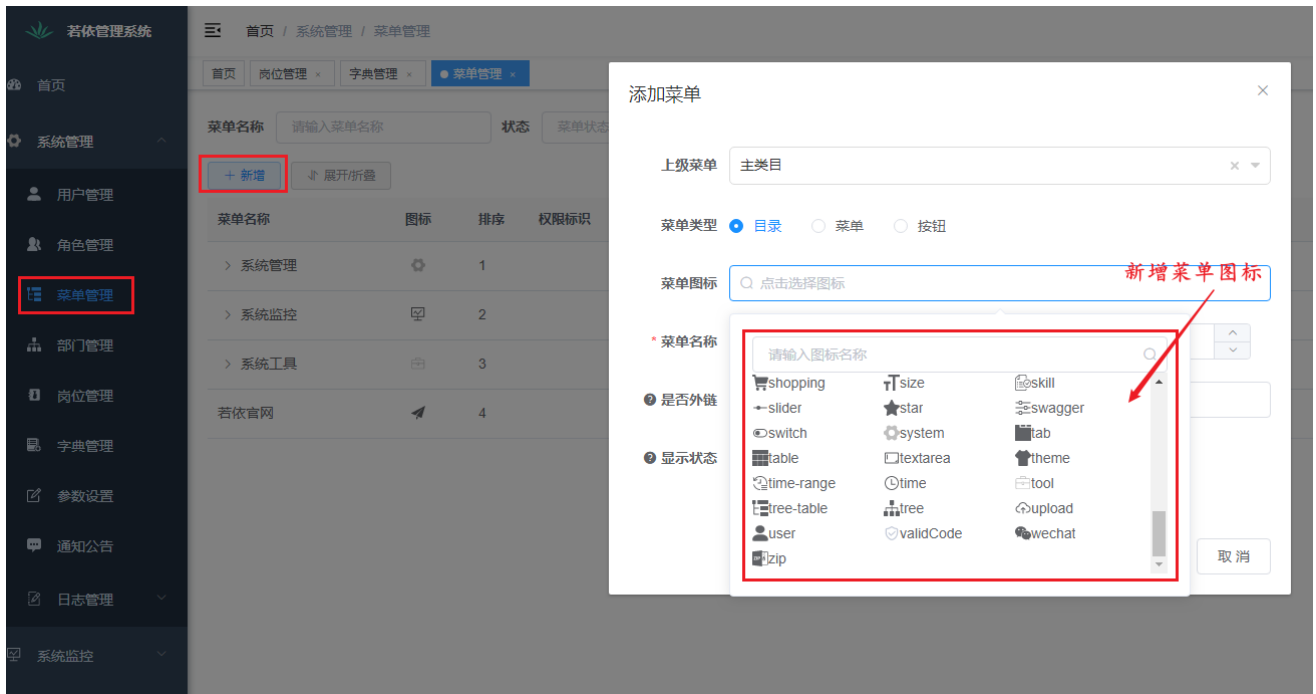 若依管理系统
首页 / 系统管理 / 菜单管理
首页
岗位管理 ×
字典管理 ×
菜单管理 ×
首页
系统管理
用户管理
角色管理
菜单管理
部门管理
岗位管理
字典管理
参数设置
通知公告
日志管理
系统监控
菜单名称 请输入菜单名称 状态 菜单状态
+ 新增 展开/折叠
菜单名称 图标 排序 权限标识
系统管理 1
系统监控 2
系统工具 3
若依官网 4
添加菜单
上级菜单 主类目
菜单类型 目录 菜单 按钮
菜单图标 点击选择图标
新增菜单图标
* 菜单名称
是否外链
显示状态
请输入图标名称
shopping size skill
slider star swagger
switch system tab
table textarea theme
time-range time tool
tree-table tree upload
user validCode wechat
zip
取 消